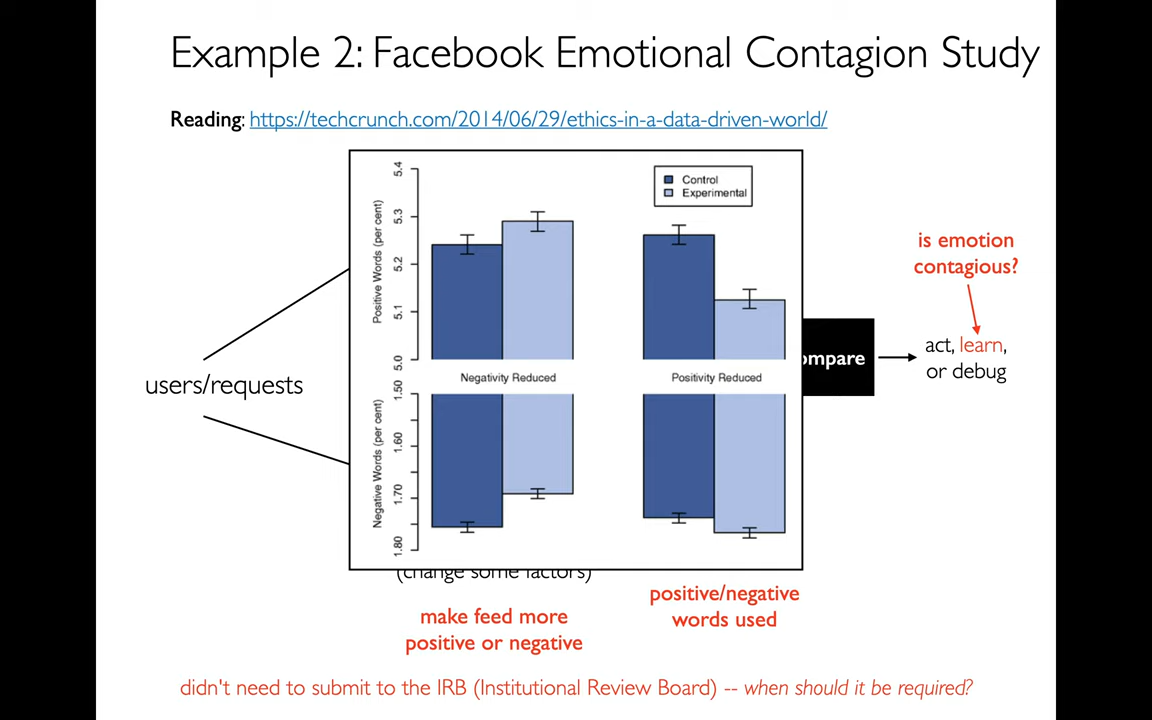 Example 2: Facebook Emotional Contagion Study
Reading: https://techcrunch.com/2014/06/29/ethics-in-a-data-driven-world/
Control
Experimental
Positive Words (per cent)
5.4
5.3
5.2
5.1
5.0
Negativity Reduced
Positivity Reduced
Negative Words (per cent)
1.50
1.60
1.70
1.80
users/requests
ompare
is emotion
contagious?
act, learn,
or debug
(change some factors)
make feed more
positive or negative
positive/negative
words used
didn't need to submit to the IRB (Institutional Review Board) -- when should it be required?